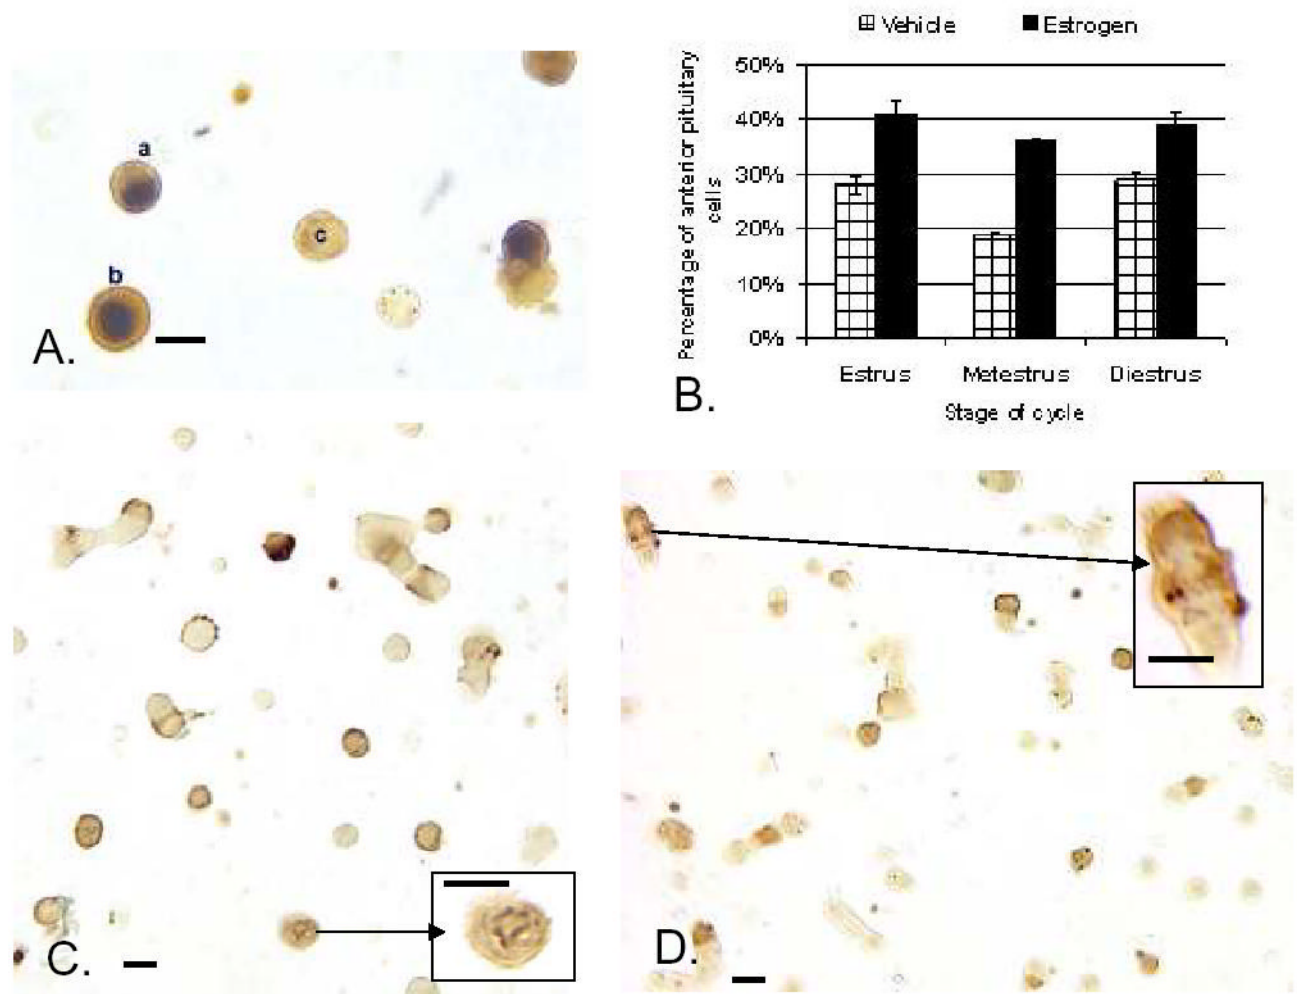 Vehicle Estrogen
a
b
c
A.
Percentage of anterior pituitary
cells
50%
40%
30%
20%
10%
0%
Estrus Metestrus Diestrus
Stage of cycle
B.
C.
D.